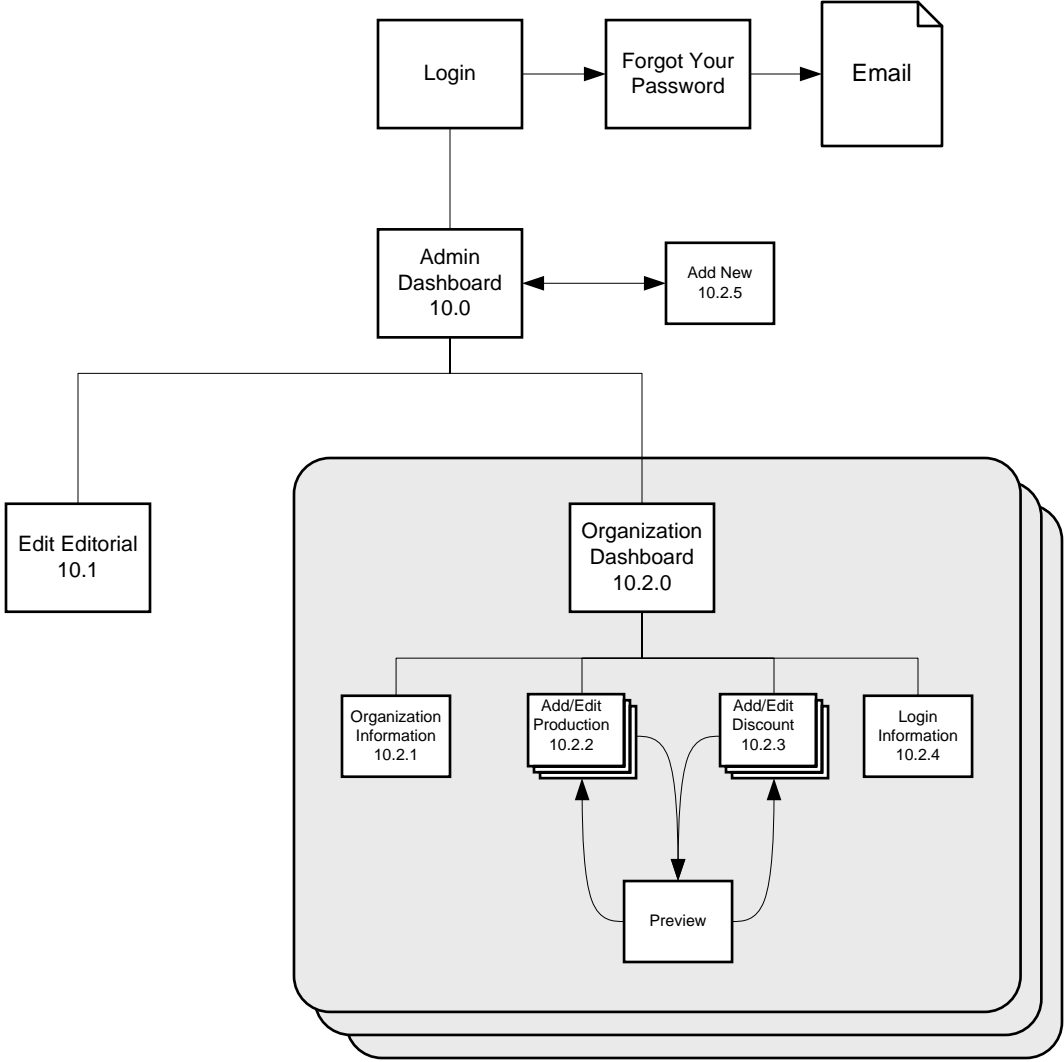 Login
Forgot Your
Password
Email
Admin
Dashboard
10.0
Add New
10.2.5
Edit Editorial
10.1
Organization
Dashboard
10.2.0
Organization
Information
10.2.1
Add/Edit
Production
10.2.2
Add/Edit
Discount
10.2.3
Login
Information
10.2.4
Preview